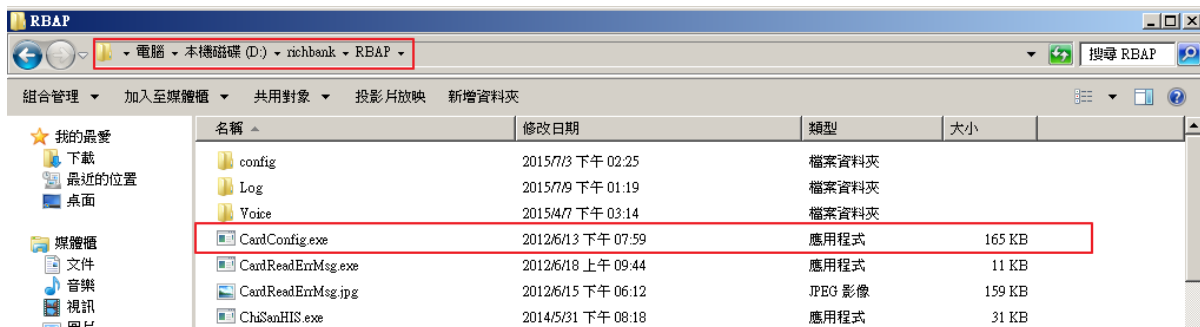 RBAP
電腦 本機磁碟 (D:) richbank RBAP 搜尋 RBAP
組合管理 加入至媒體櫃 共用對象 投影片放映 新增資料夾
名稱 修改日期 類型 大小
我的最愛
下載
最近的位置
桌面
媒體櫃
文件
音樂
視訊
圖片
config 2015/7/3 下午 02:25 檔案資料夾
Log 2015/7/9 下午 01:19 檔案資料夾
Voice 2015/4/7 下午 03:14 檔案資料夾
CardConfig.exe 2012/6/13 下午 07:59 應用程式 165 KB
CardReadErrMsg.exe 2012/6/18 上午 09:44 應用程式 11 KB
CardReadErrMsg.jpg 2012/6/15 下午 06:12 JPEG 影像 159 KB
ChiSanHIS.exe 2014/5/31 下午 08:18 應用程式 31 KB